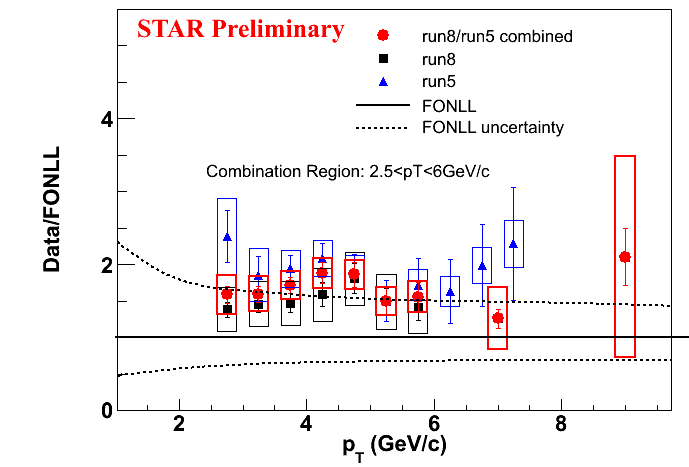 STAR Preliminary
run8/run5 combined
run8
run5
FONLL
FONLL uncertainty
Combination Region: 2.5<pT<6GeV/c
Data/FONLL
4
2
0
2 4 6 8
pT (GeV/c)